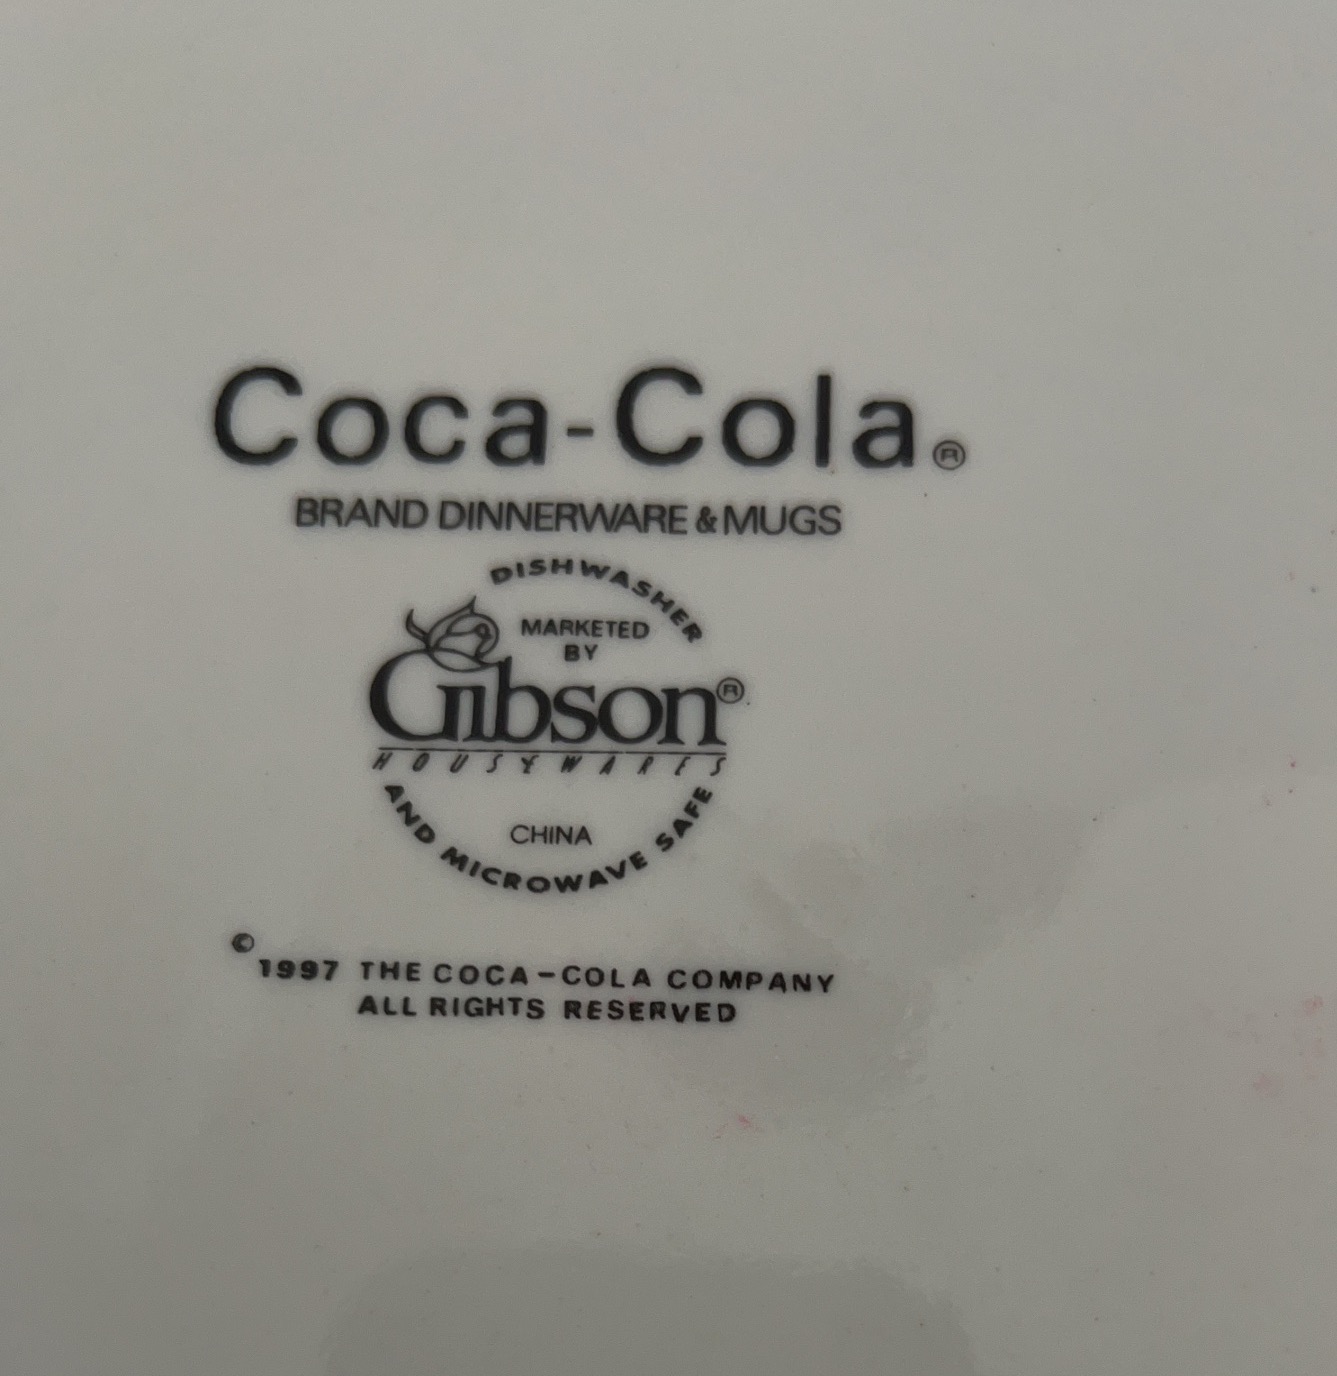 Coca-Cola®
BRAND DINNERWARE & MUGS
DISHWASHER
MARKETED
BY
Gibson®
HOUSEWARES
CHINA
AND MICROWAVE SAFE
© 1997 THE COCA-COLA COMPANY
ALL RIGHTS RESERVED